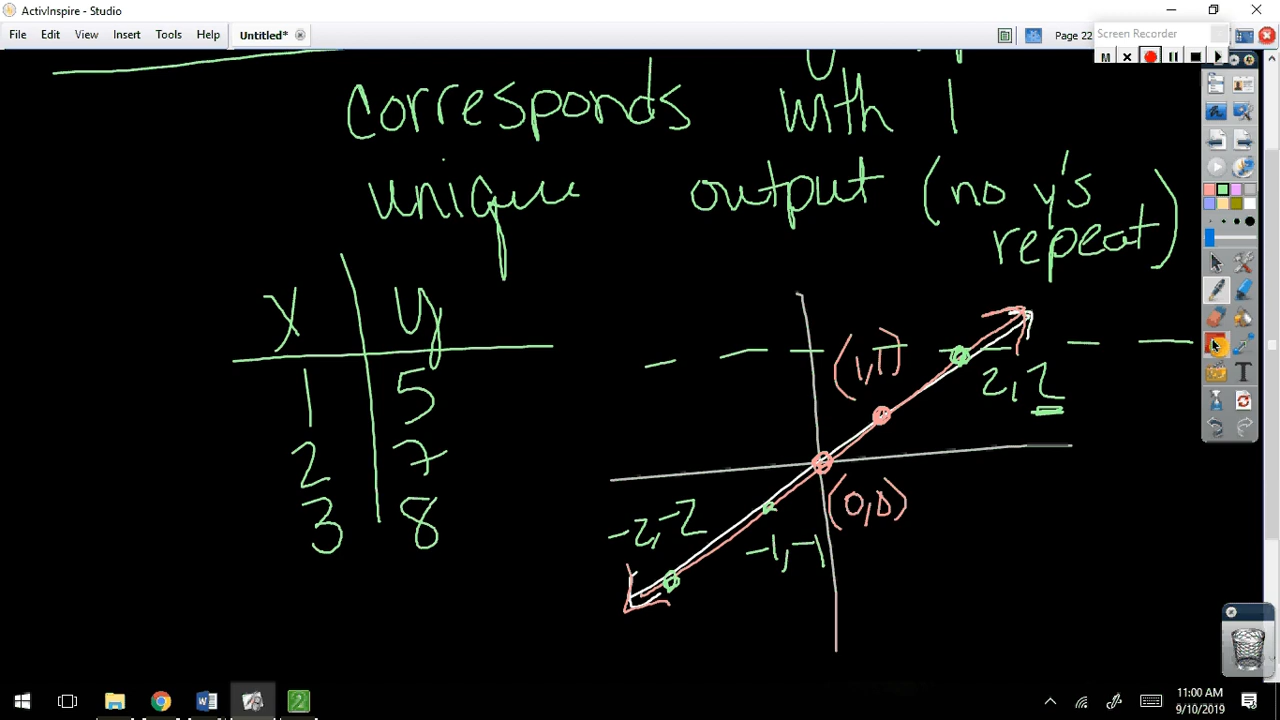 ActivInspire - Studio
File Edit View Insert Tools Help Untitled* Page 22
Screen Recorder
corresponds with 1
unique output (no y's
repeat)
x y
1 5
2 7
3 8
(1,1)
2,2
(0,0)
-2,-2
-1,-1
11:00 AM
9/10/2019